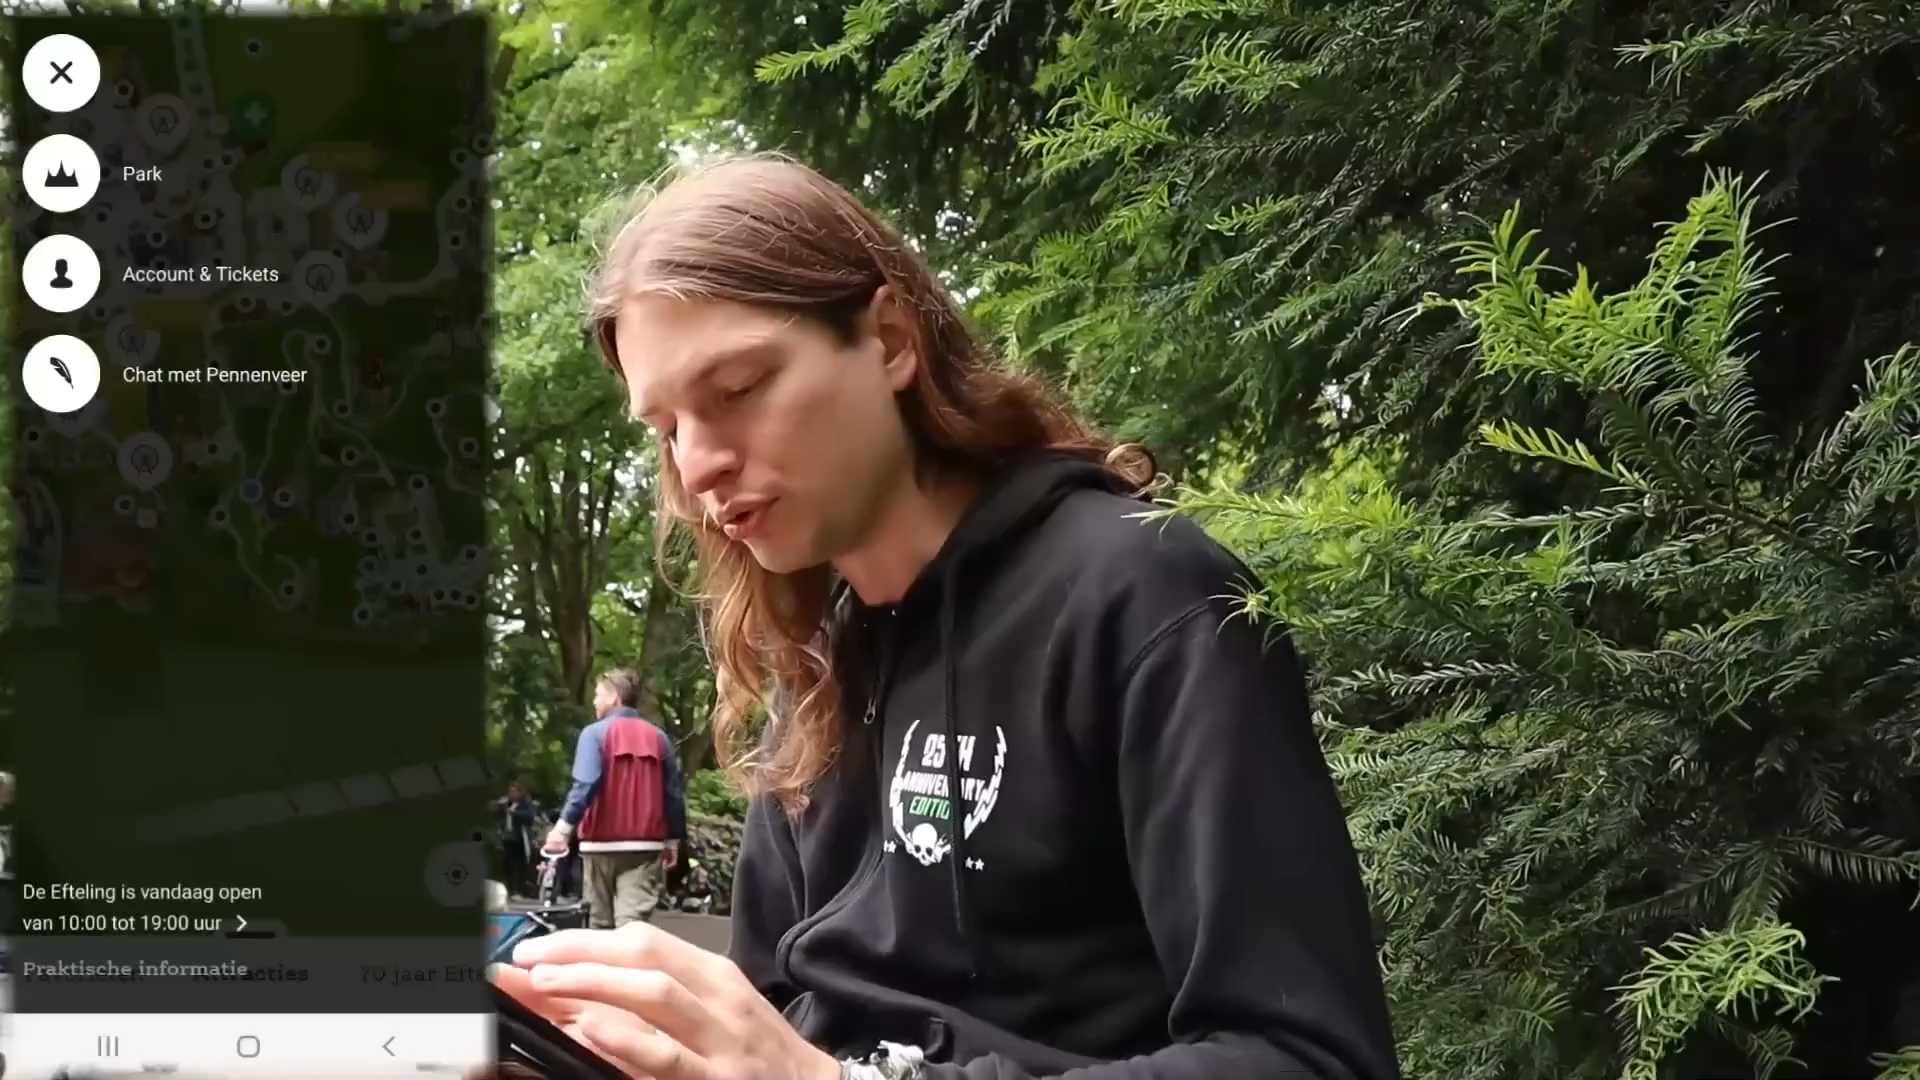 Park
Account & Tickets
Chat met Pennenveer
De Efteling is vandaag open
van 10:00 tot 19:00 uur
Praktische informatie
Attracties
70 jaar Efte
25TH
ANNIVERSARY
EDITION